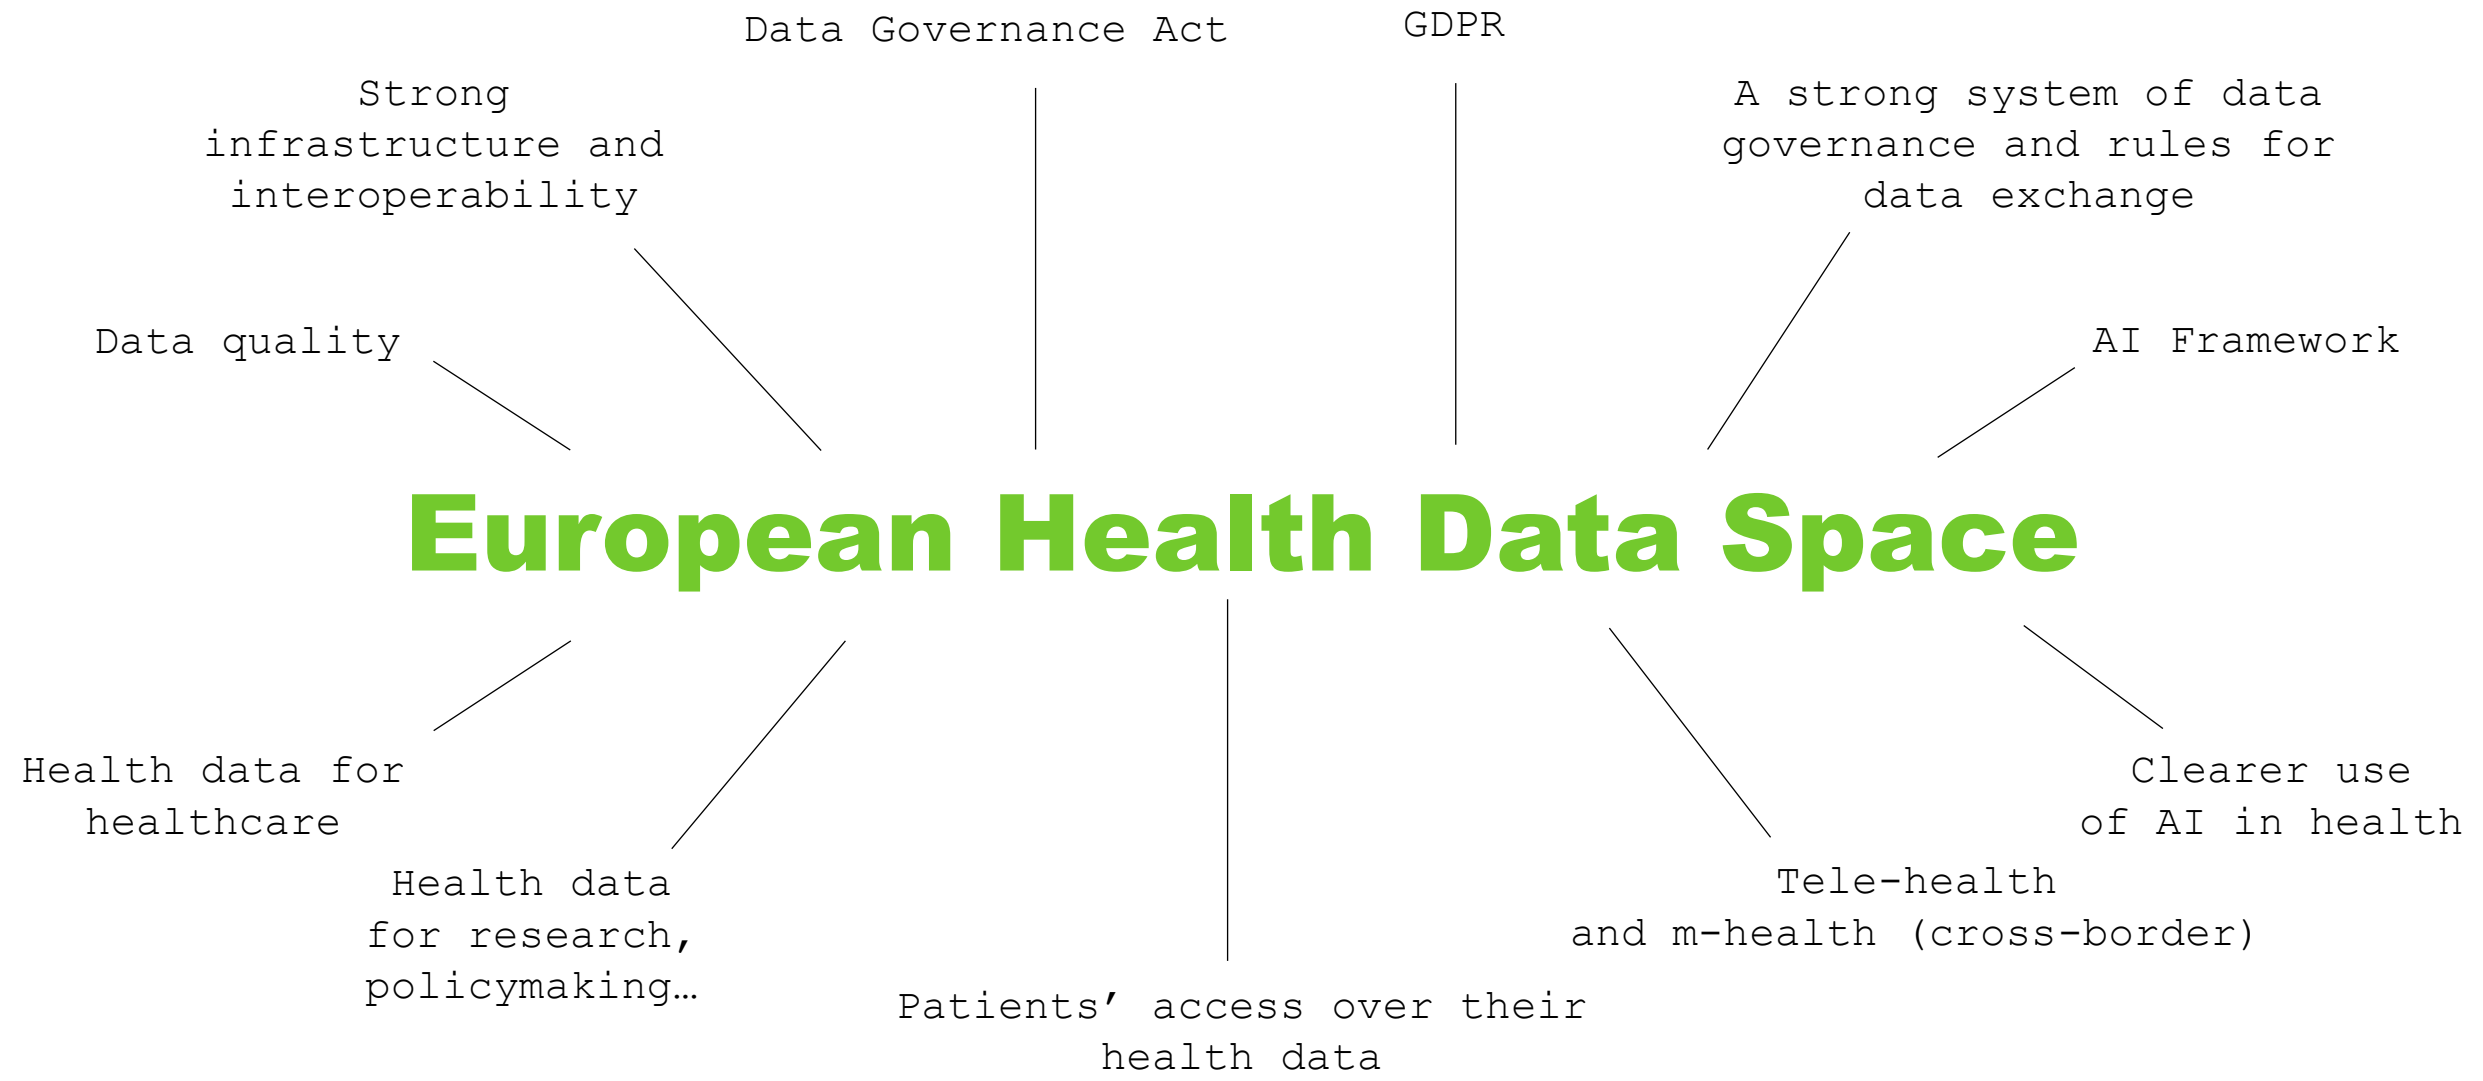 Data Governance Act
GDPR
Strong
infrastructure and
interoperability
A strong system of data
governance and rules for
data exchange
Data quality
AI Framework
European Health Data Space
Health data for
healthcare
Health data
for research,
policymaking…
Patients’ access over their
health data
Tele-health
and m-health (cross-border)
Clearer use
of AI in health